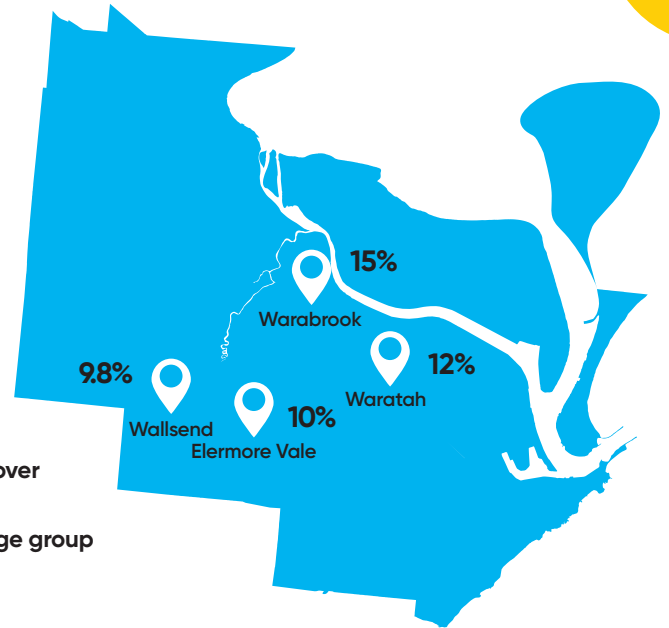 15%
Warabrook
12%
Waratah
9.8%
Wallsend
10%
Elermore Vale
over
ge group